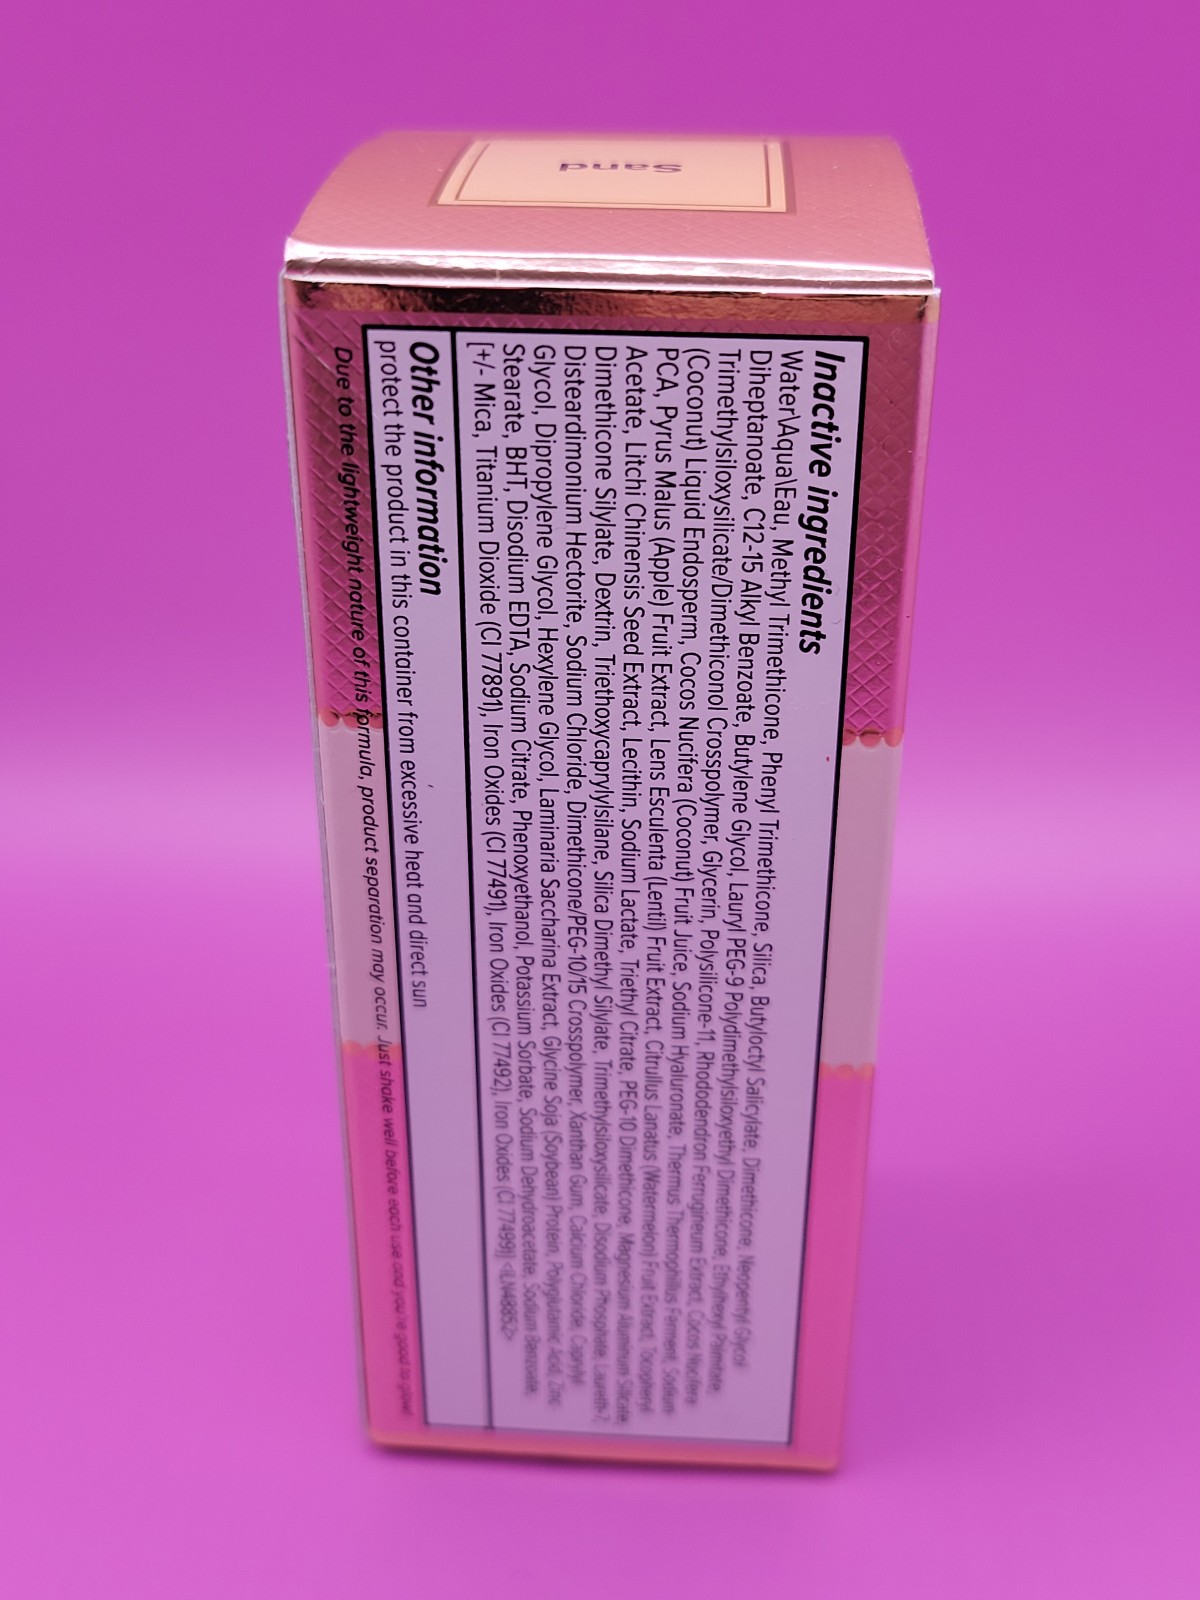 Sand
Inactive ingredients
Water\Aqua\Eau, Methyl Trimethicone, Phenyl Trimethicone, Silica, Butyloctyl Salicylate, Dimethicone, Neopentyl Glycol
Diheptanoate, C12-15 Alkyl Benzoate, Butylene Glycol, Lauryl PEG-9 Polydimethylsiloxyethyl Dimethicone, Ethylhexyl Palmitate,
Trimethylsiloxysilicate/Dimethiconol Crosspolymer, Glycerin, Polysilicone-11, Rhododendron Ferrugineum Extract, Cocos Nucifera
(Coconut) Liquid Endosperm, Cocos Nucifera (Coconut) Fruit Juice, Sodium Hyaluronate, Thermus Thermophillus Ferment, Sodium
PCA, Pyrus Malus (Apple) Fruit Extract, Lens Esculenta (Lentil) Fruit Extract, Citrullus Lanatus (Watermelon) Fruit Extract, Tocopheryl
Acetate, Litchi Chinensis Seed Extract, Lecithin, Sodium Lactate, Triethyl Citrate, PEG-10 Dimethicone, Magnesium Aluminum Silicate,
Dimethicone Silylate, Dextrin, Triethoxycaprylylsilane, Silica Dimethyl Silylate, Trimethylsiloxysilicate, Disodium Phosphate, Laureth-7,
Disteardimonium Hectorite, Sodium Chloride, Dimethicone/PEG-10/15 Crosspolymer, Xanthan Gum, Calcium Chloride, Caprylyl
Glycol, Dipropylene Glycol, Hexylene Glycol, Laminaria Saccharina Extract, Glycine Soja (Soybean) Protein, Polyglutamic Acid, Zinc
Stearate, BHT, Disodium EDTA, Sodium Citrate, Phenoxyethanol, Potassium Sorbate, Sodium Dehydroacetate, Sodium Benzoate,
[+/- Mica, Titanium Dioxide (CI 77891), Iron Oxides (CI 77491), Iron Oxides (CI 77492), Iron Oxides (CI 77499)] <ILN48852>
Other information
protect the product in this container from excessive heat and direct sun
Due to the lightweight nature of this formula, product separation may occur. Just shake well before each use and you're good to glow!